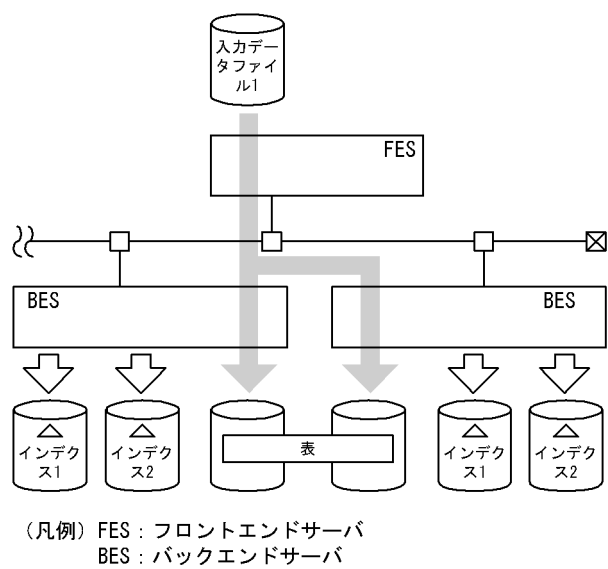 入力デー
タファイ
ル1
FES
BES
BES
インデク
ス1
インデク
ス2
表
インデク
ス1
インデク
ス2
(凡例) FES:フロントエンドサーバ
BES:バックエンドサーバ